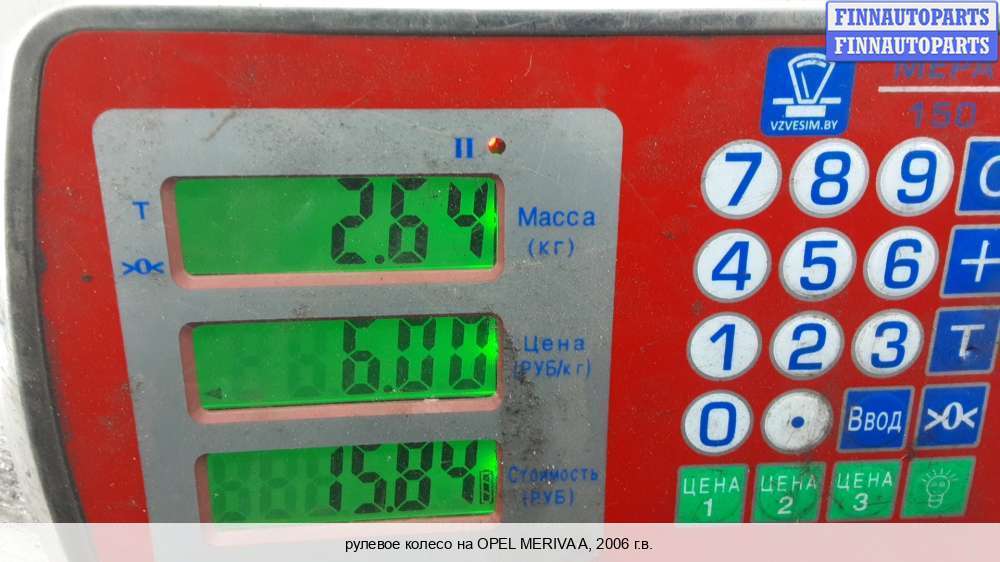 FINNAUTOPARTS
FINNAUTOPARTS
МЕРА
150
VZVESIM.BY
II
T
>0<
2.64
Масса
(кг)
6.00
Цена
(РУБ/кг)
15.84
Стоимость
(РУБ)
7 8 9 C
4 5 6 +
1 2 3 T
0 . Ввод >0<
ЦЕНА 1
ЦЕНА 2
ЦЕНА 3
рулевое колесо на OPEL MERIVA A, 2006 г.в.